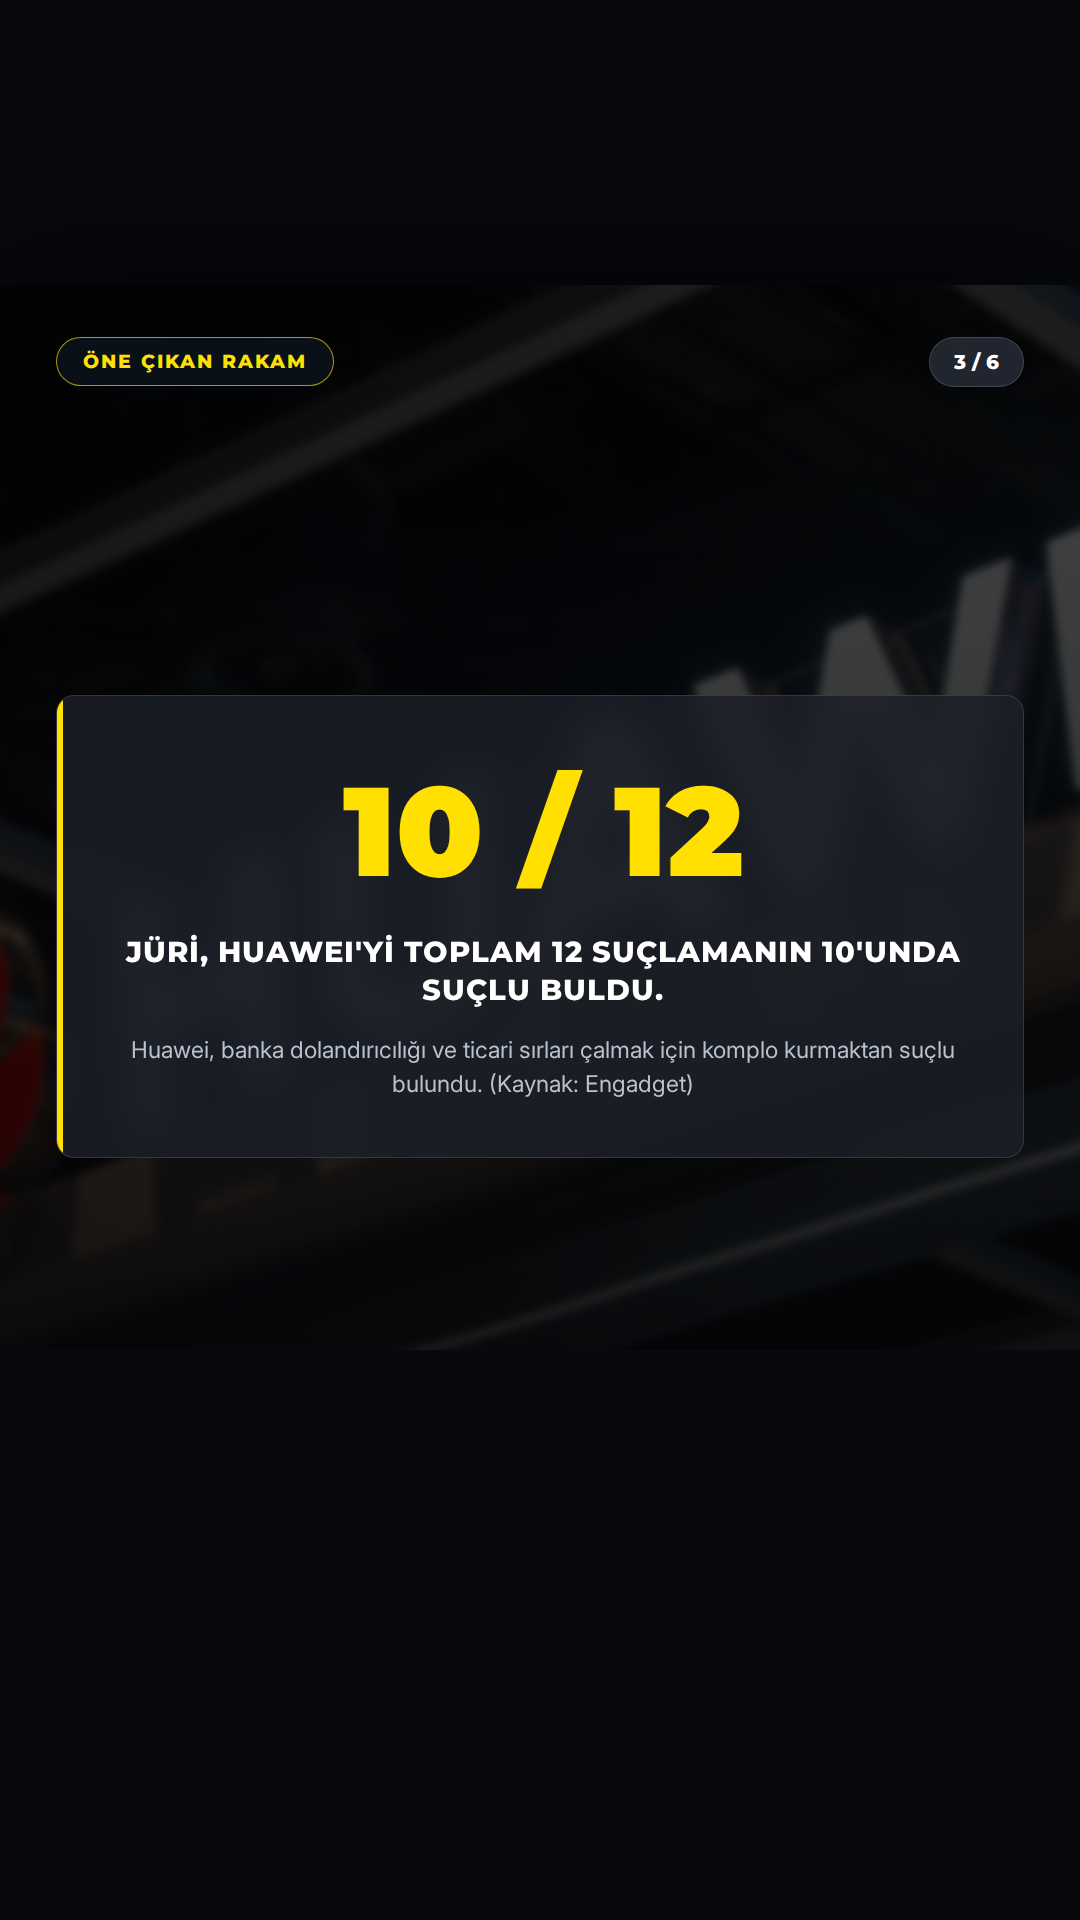 ÖNE ÇIKAN RAKAM
3 / 6
10 / 12
JÜRİ, HUAWEI'Yİ TOPLAM 12 SUÇLAMANIN 10'UNDA
SUÇLU BULDU.
Huawei, banka dolandırıcılığı ve ticari sırları çalmak için komplo kurmaktan suçlu
bulundu. (Kaynak: Engadget)